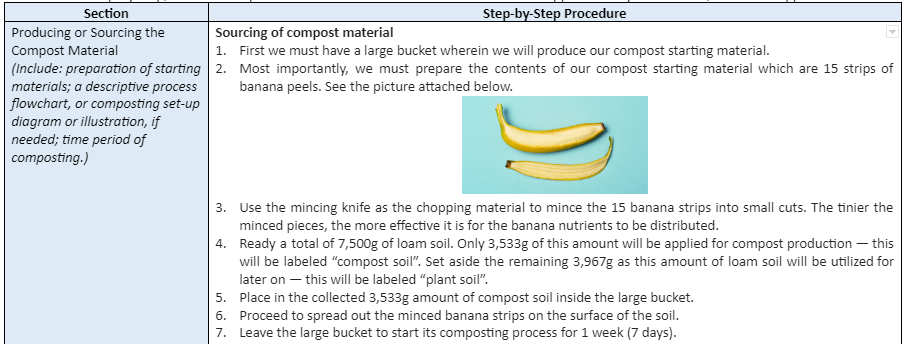 Section
Step-by-Step Procedure
Producing or Sourcing the
Compost Material
(Include: preparation of starting
materials; a descriptive process
flowchart, or composting set-up
diagram or illustration, if
needed; time period of
composting.)
Sourcing of compost material
1. First we must have a large bucket wherein we will produce our compost starting material.
2. Most importantly, we must prepare the contents of our compost starting material which are 15 strips of
banana peels. See the picture attached below.
3. Use the mincing knife as the chopping material to mince the 15 banana strips into small cuts. The tinier the
minced pieces, the more effective it is for the banana nutrients to be distributed.
4. Ready a total of 7,500g of loam soil. Only 3,533g of this amount will be applied for compost production — this
will be labeled “compost soil”. Set aside the remaining 3,967g as this amount of loam soil will be utilized for
later on — this will be labeled “plant soil”.
5. Place in the collected 3,533g amount of compost soil inside the large bucket.
6. Proceed to spread out the minced banana strips on the surface of the soil.
7. Leave the large bucket to start its composting process for 1 week (7 days).